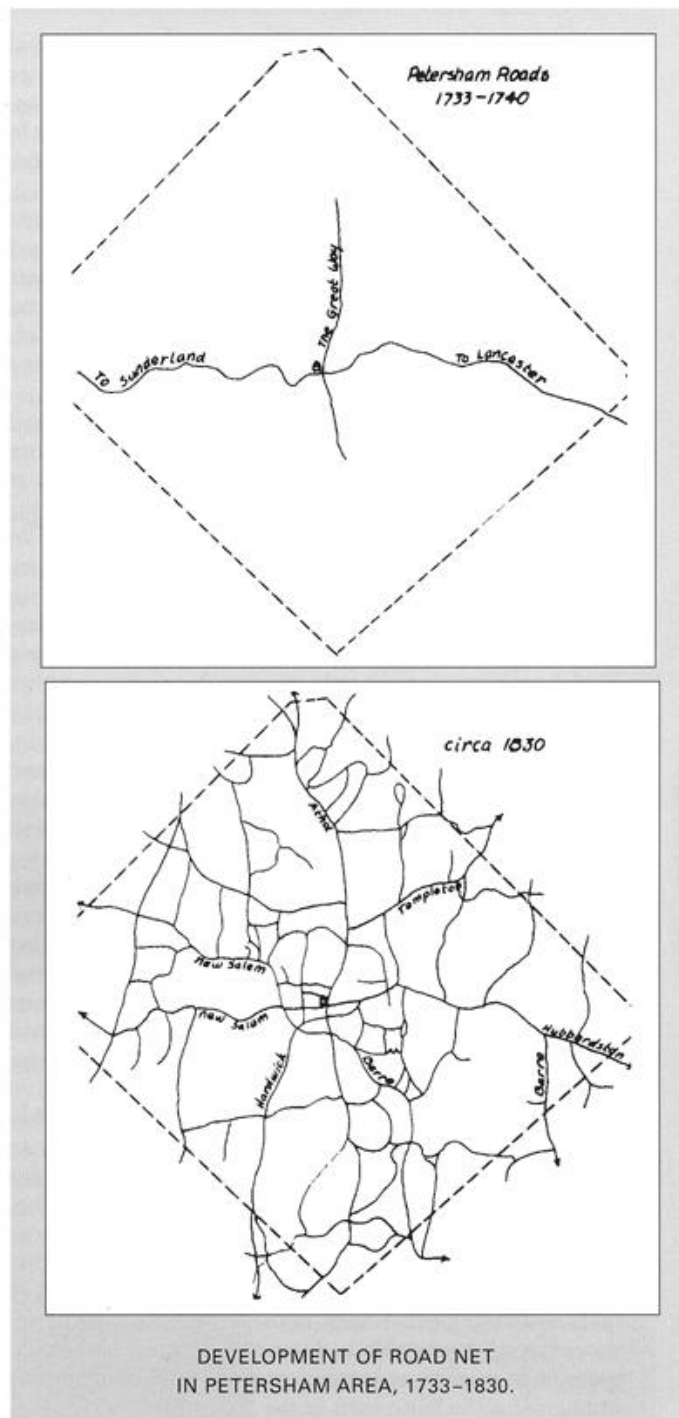 Petersham Roads
1733-1740
The Great Way
To Sunderland
To Lancaster
circa 1830
Athol
Templeton
New Salem
New Salem
Hubbardston
Hardwick
Barre
Barre
DEVELOPMENT OF ROAD NET
IN PETERSHAM AREA, 1733–1830.